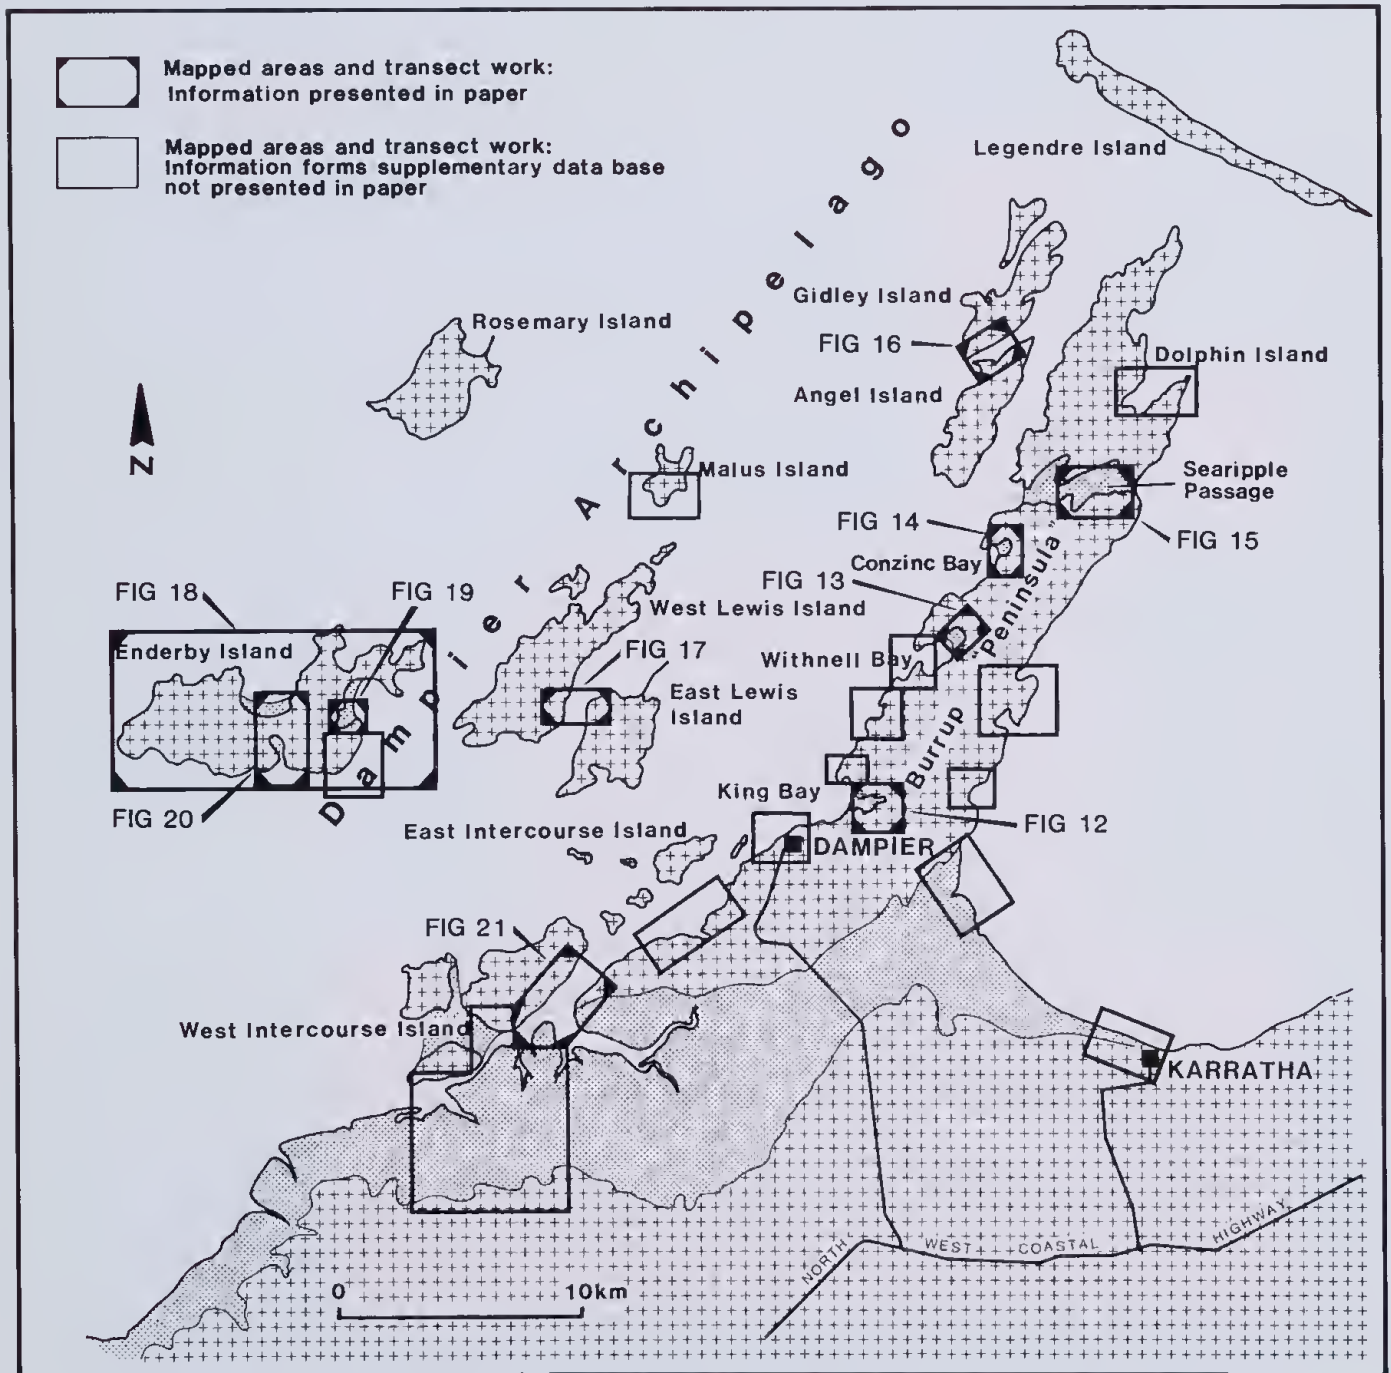 Mapped areas and transect work:
Information presented in paper
Mapped areas and transect work:
Information forms supplementary data base
not presented in paper
Legendre Island
Dampier Archipelago
Gidley Island
Rosemary Island
FIG 16
Dolphin Island
Angel Island
N
Malus Island
Searipple
Passage
FIG 14
FIG 15
Conzinc Bay
FIG 13
FIG 18
FIG 19
West Lewis Island
Enderby Island
FIG 17
Withnell Bay
East Lewis
Island
Burrup "Peninsula"
King Bay
FIG 20
East Intercourse Island
FIG 12
DAMPIER
FIG 21
West Intercourse Island
KARRATHA
NORTH WEST COASTAL HIGHWAY
0 10km